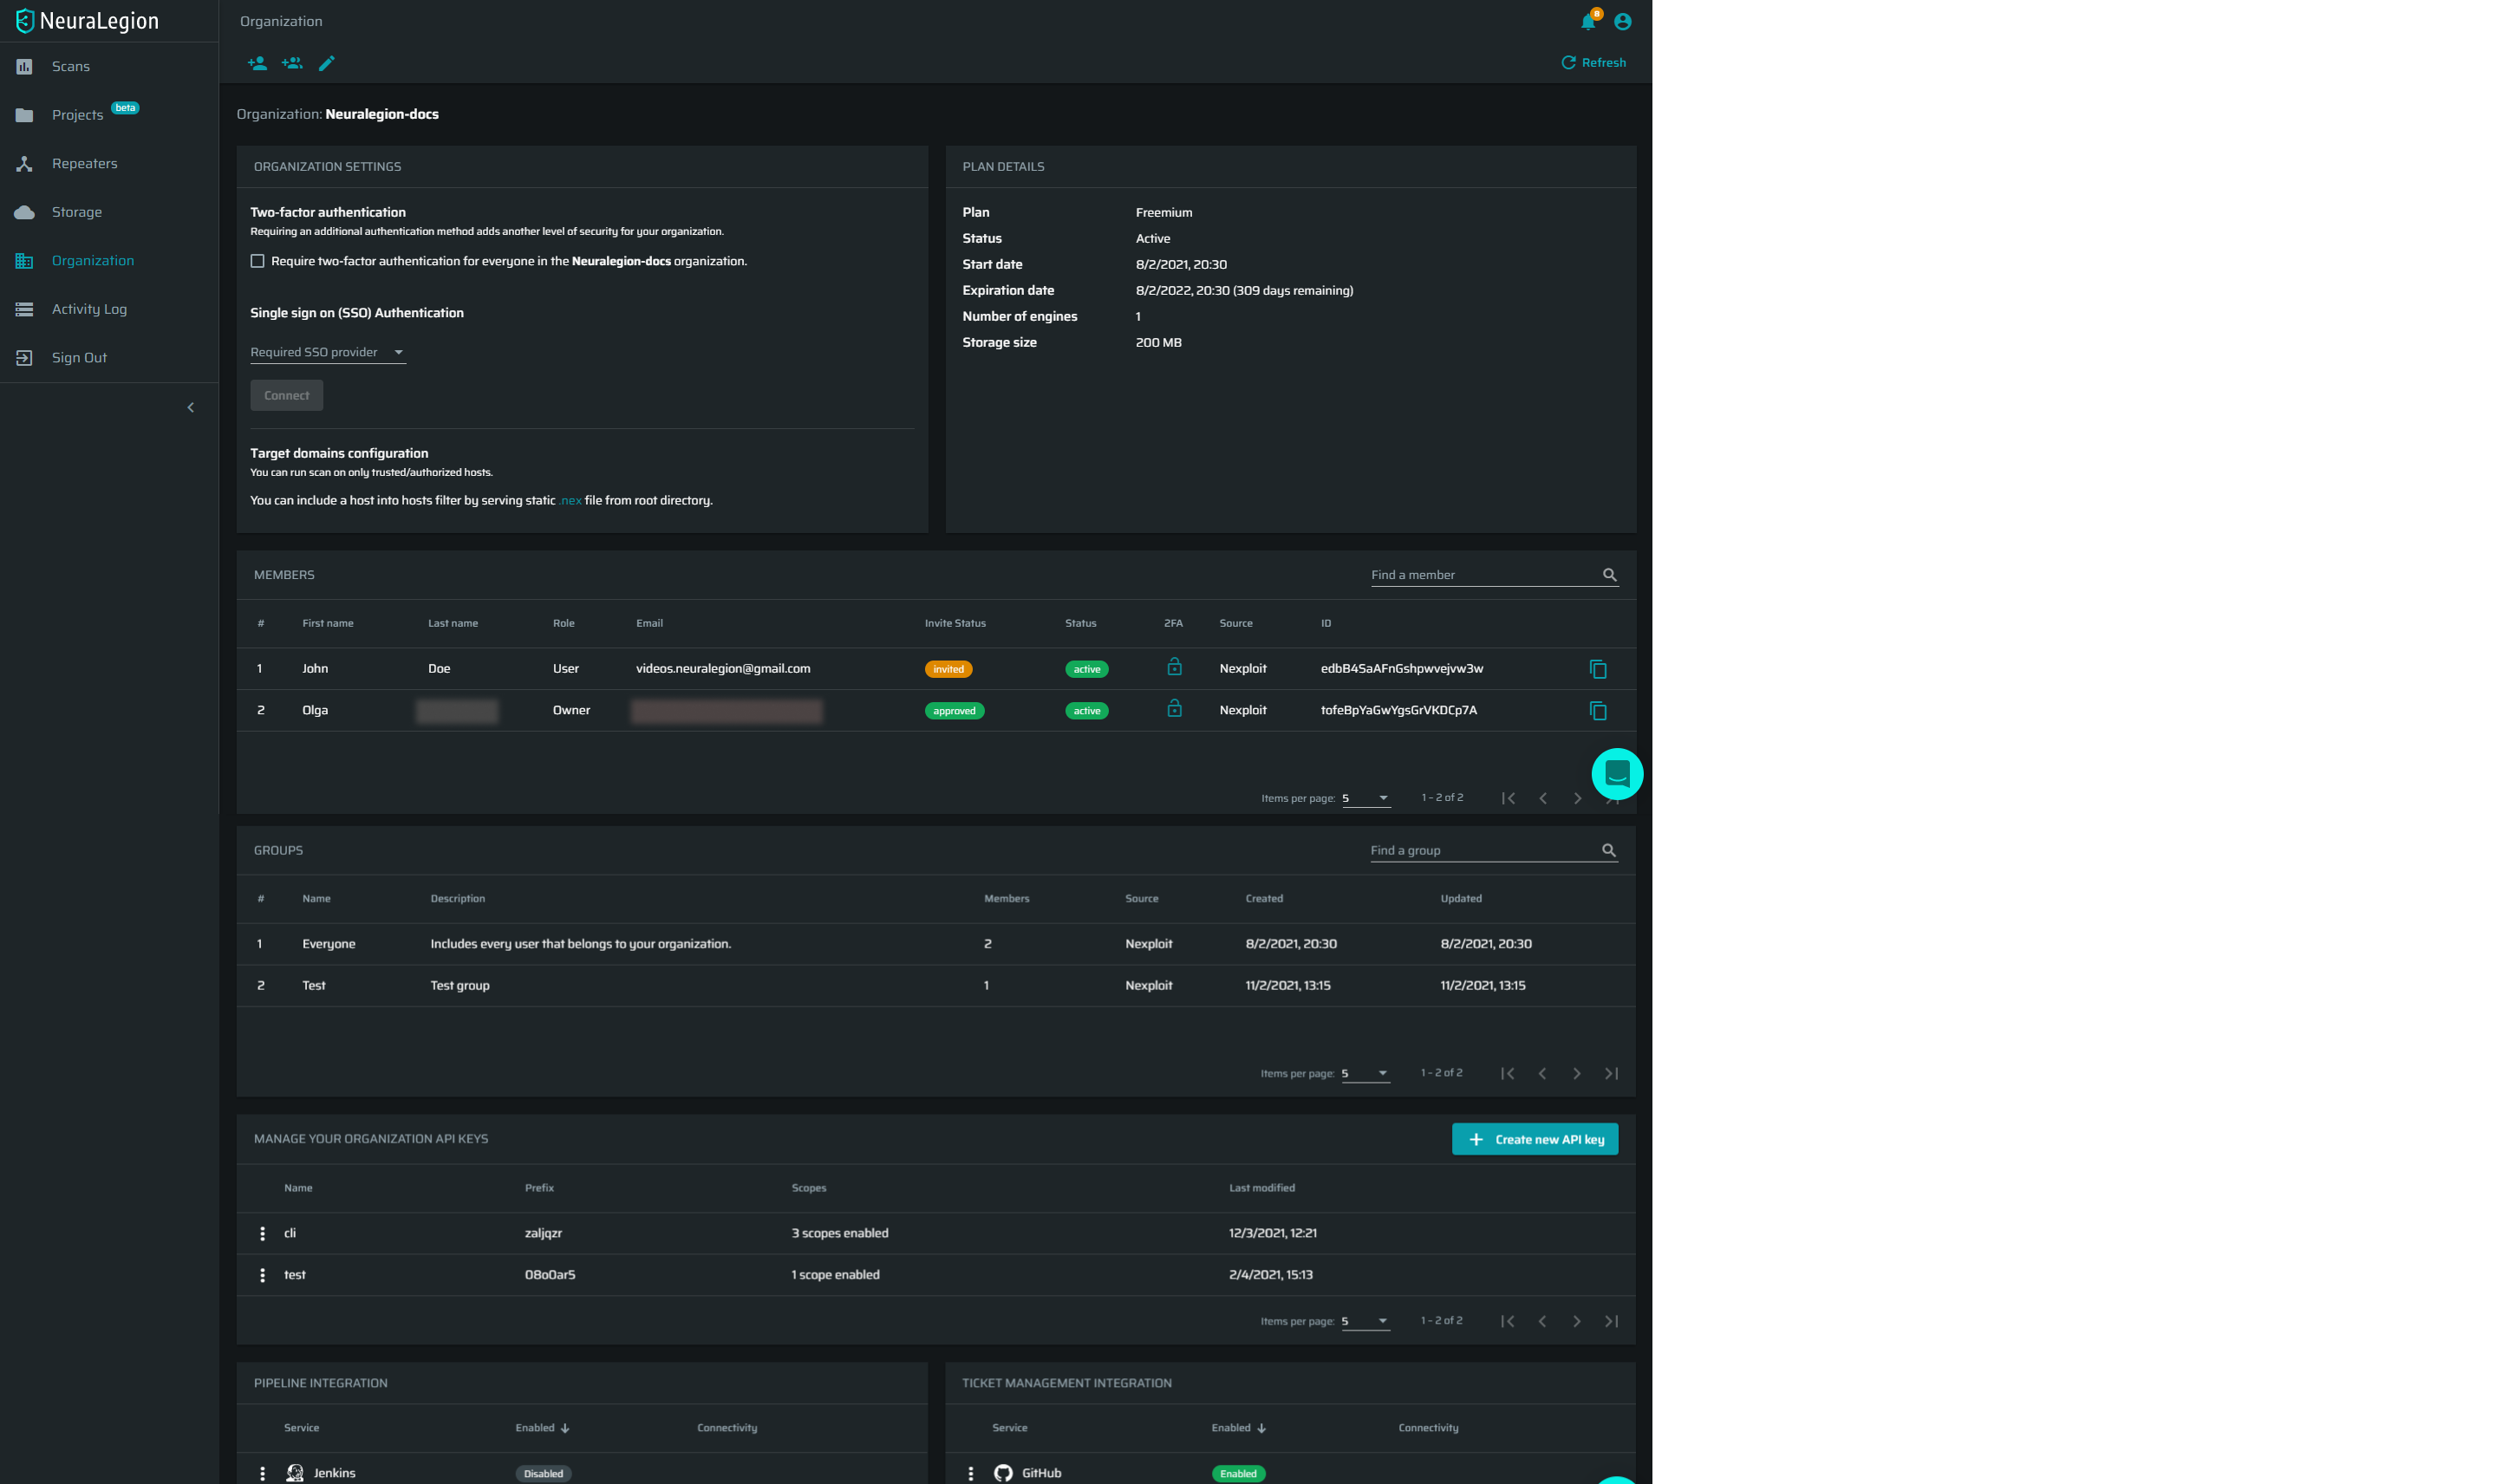 NeuraLegion
Organization
8
Scans
Projects beta
Repeaters
Storage
Organization
Activity Log
Sign Out
Refresh
Organization: Neuralegion-docs
ORGANIZATION SETTINGS
Two-factor authentication
Requiring an additional authentication method adds another level of security for your organization.
Require two-factor authentication for everyone in the Neuralegion-docs organization.
Single sign on (SSO) Authentication
Required SSO provider
Connect
Target domains configuration
You can run scan on only trusted/authorized hosts.
You can include a host into hosts filter by serving static .nex file from root directory.
PLAN DETAILS
Plan Freemium
Status Active
Start date 8/2/2021, 20:30
Expiration date 8/2/2022, 20:30 (309 days remaining)
Number of engines 1
Storage size 200 MB
MEMBERS Find a member
# First name Last name Role Email Invite Status Status 2FA Source ID
1 John Doe User videos.neuralegion@gmail.com invited active Nexploit edbB4SaAFnGshpwvejvw3w
2 Olga Owner approved active Nexploit tofeBpYaGwYgsGrVKDCp7A
Items per page: 5 1 – 2 of 2
GROUPS Find a group
# Name Description Members Source Created Updated
1 Everyone Includes every user that belongs to your organization. 2 Nexploit 8/2/2021, 20:30 8/2/2021, 20:30
2 Test Test group 1 Nexploit 11/2/2021, 13:15 11/2/2021, 13:15
Items per page: 5 1 – 2 of 2
MANAGE YOUR ORGANIZATION API KEYS Create new API key
Name Prefix Scopes Last modified
cli zaljqzr 3 scopes enabled 12/3/2021, 12:21
test 08o0ar5 1 scope enabled 2/4/2021, 15:13
Items per page: 5 1 – 2 of 2
PIPELINE INTEGRATION
Service Enabled Connectivity
Jenkins Disabled
TICKET MANAGEMENT INTEGRATION
Service Enabled Connectivity
GitHub Enabled